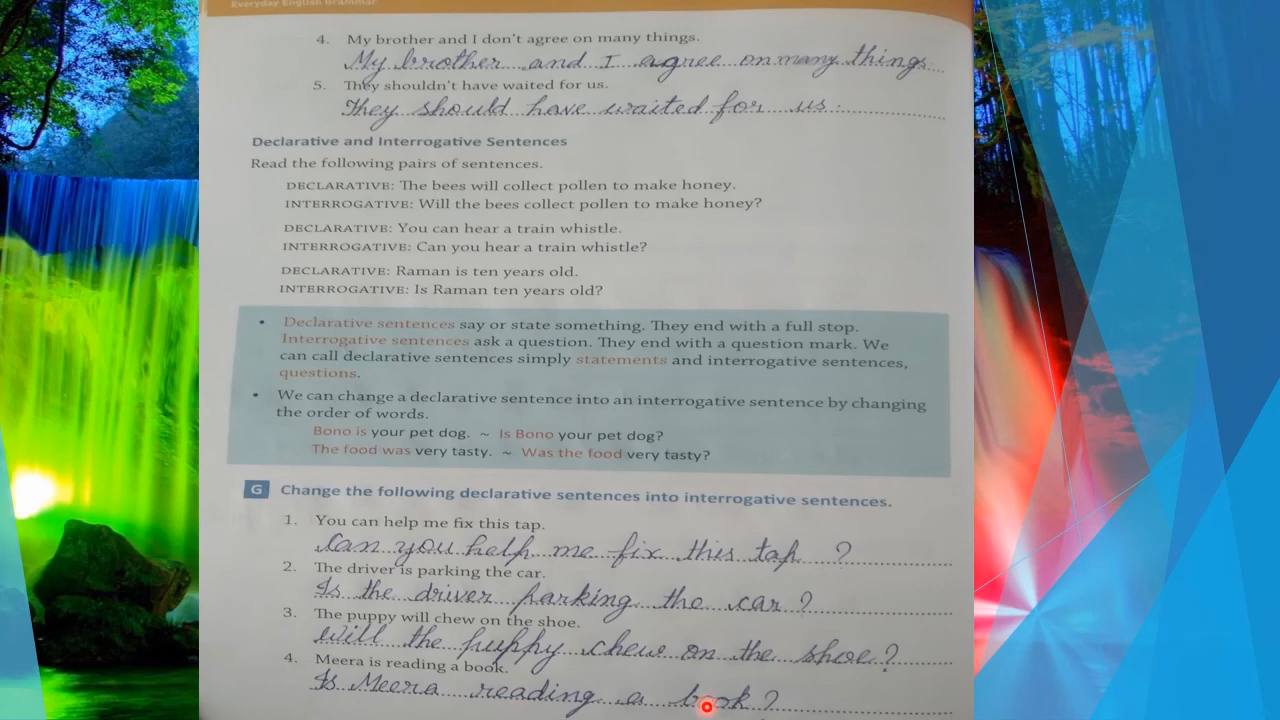 Everyday English Grammar
4. My brother and I don't agree on many things.
My brother and I agree on many things
5. They shouldn't have waited for us.
They should have waited for us.
Declarative and Interrogative Sentences
Read the following pairs of sentences.
DECLARATIVE: The bees will collect pollen to make honey.
INTERROGATIVE: Will the bees collect pollen to make honey?
DECLARATIVE: You can hear a train whistle.
INTERROGATIVE: Can you hear a train whistle?
DECLARATIVE: Raman is ten years old.
INTERROGATIVE: Is Raman ten years old?
• Declarative sentences say or state something. They end with a full stop.
Interrogative sentences ask a question. They end with a question mark. We
can call declarative sentences simply statements and interrogative sentences,
questions.
• We can change a declarative sentence into an interrogative sentence by changing
the order of words.
Bono is your pet dog. ~ Is Bono your pet dog?
The food was very tasty. ~ Was the food very tasty?
G Change the following declarative sentences into interrogative sentences.
1. You can help me fix this tap.
Can you help me fix this tap ?
2. The driver is parking the car.
Is the driver parking the car ?
3. The puppy will chew on the shoe.
Will the puppy chew on the shoe ?
4. Meera is reading a book.
Is Meera reading a book ?